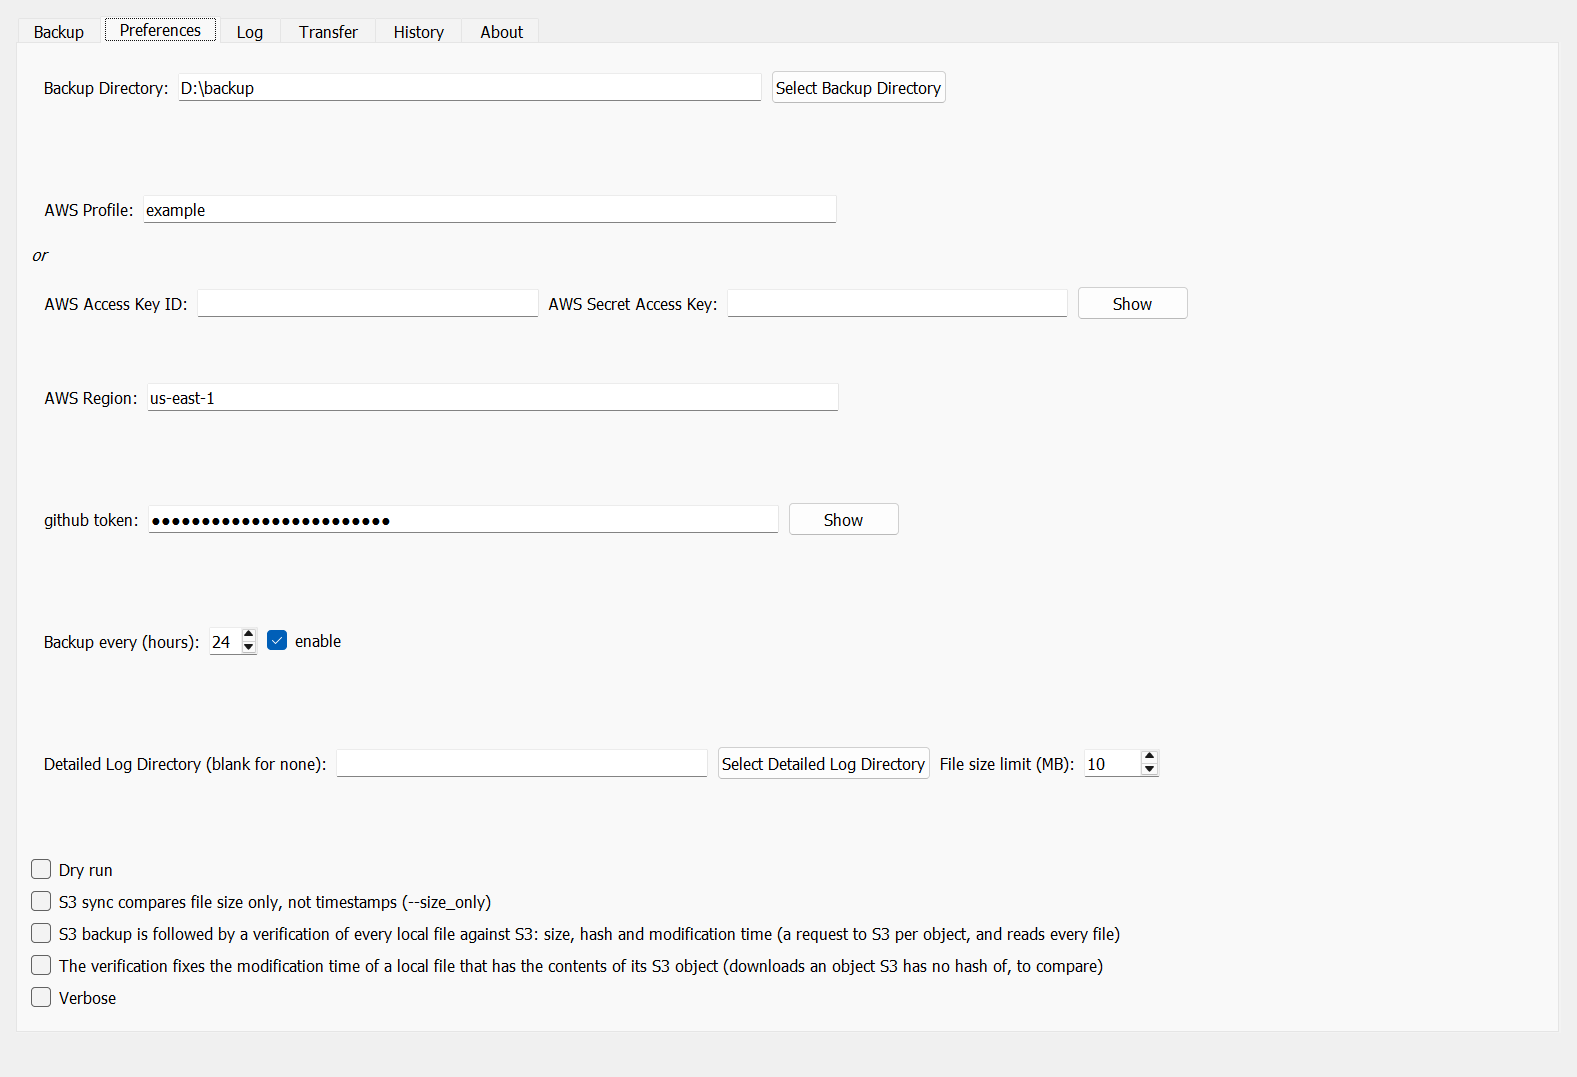 Backup Preferences Log Transfer History About
Backup Directory: D:\backup Select Backup Directory
AWS Profile: example
or
AWS Access Key ID: AWS Secret Access Key: Show
AWS Region: us-east-1
github token: ●●●●●●●●●●●●●●●●●●●●●●●● Show
Backup every (hours): 24 enable
Detailed Log Directory (blank for none): Select Detailed Log Directory File size limit (MB): 10
Dry run
S3 sync compares file size only, not timestamps (--size_only)
S3 backup is followed by a verification of every local file against S3: size, hash and modification time (a request to S3 per object, and reads every file)
The verification fixes the modification time of a local file that has the contents of its S3 object (downloads an object S3 has no hash of, to compare)
Verbose